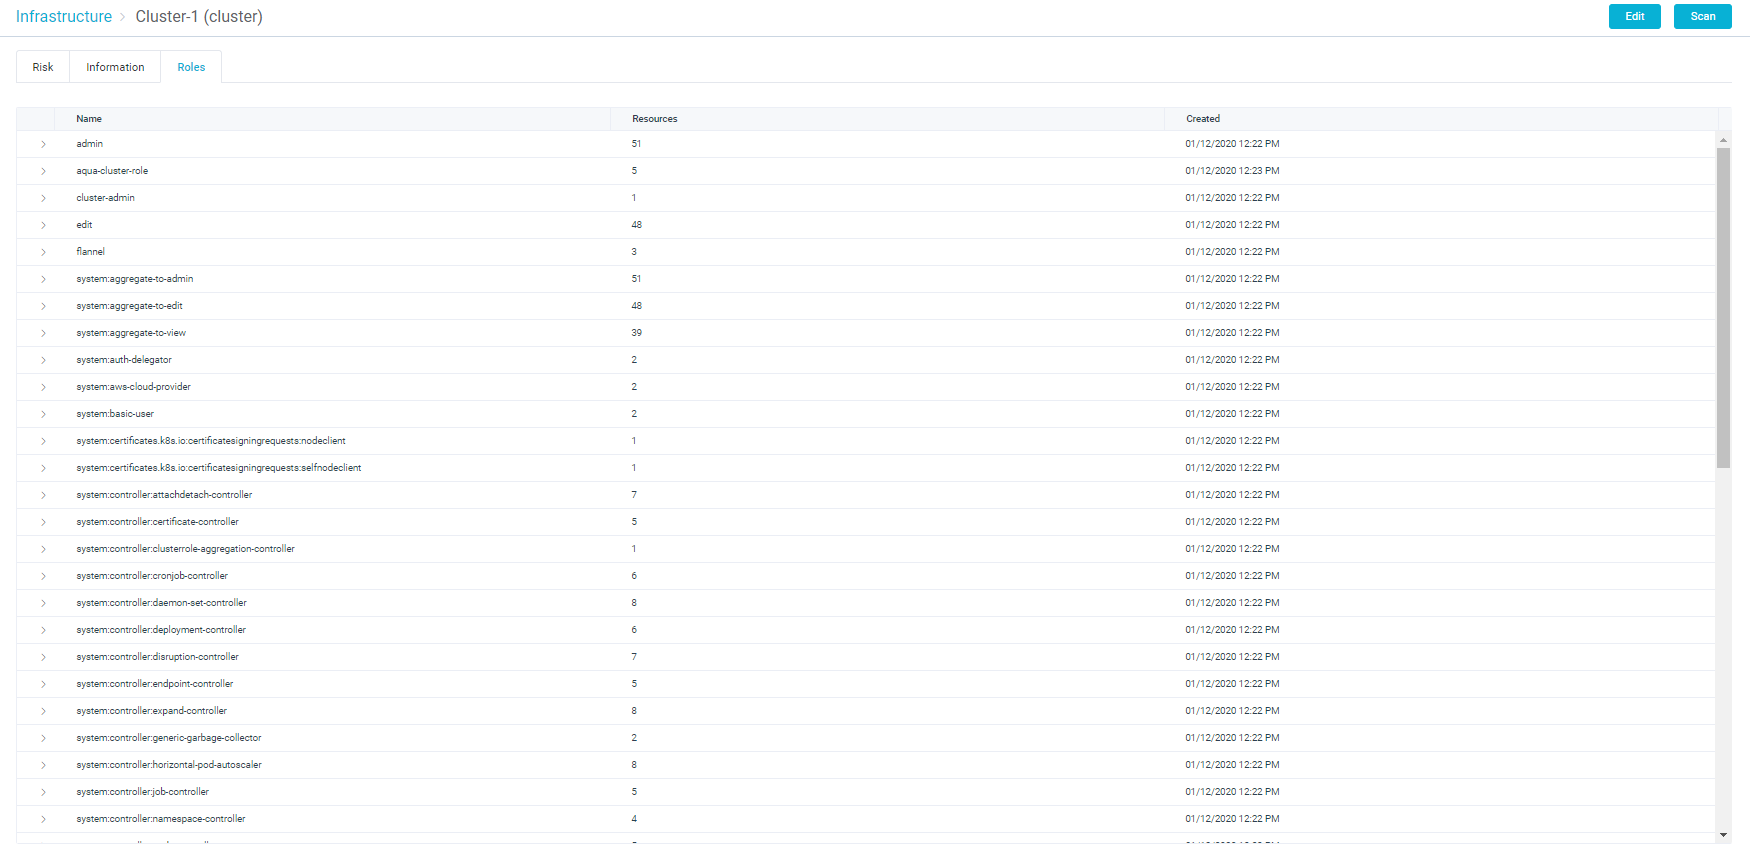 Infrastructure > Cluster-1 (cluster) Edit Scan
Risk Information Roles
Name Resources Created
admin 51 01/12/2020 12:22 PM
aqua-cluster-role 5 01/12/2020 12:23 PM
cluster-admin 1 01/12/2020 12:22 PM
edit 48 01/12/2020 12:22 PM
flannel 3 01/12/2020 12:22 PM
system:aggregate-to-admin 51 01/12/2020 12:22 PM
system:aggregate-to-edit 48 01/12/2020 12:22 PM
system:aggregate-to-view 39 01/12/2020 12:22 PM
system:auth-delegator 2 01/12/2020 12:22 PM
system:aws-cloud-provider 2 01/12/2020 12:22 PM
system:basic-user 2 01/12/2020 12:22 PM
system:certificates.k8s.io:certificatesigningrequests:nodeclient 1 01/12/2020 12:22 PM
system:certificates.k8s.io:certificatesigningrequests:selfnodeclient 1 01/12/2020 12:22 PM
system:controller:attachdetach-controller 7 01/12/2020 12:22 PM
system:controller:certificate-controller 5 01/12/2020 12:22 PM
system:controller:clusterrole-aggregation-controller 1 01/12/2020 12:22 PM
system:controller:cronjob-controller 6 01/12/2020 12:22 PM
system:controller:daemon-set-controller 8 01/12/2020 12:22 PM
system:controller:deployment-controller 6 01/12/2020 12:22 PM
system:controller:disruption-controller 7 01/12/2020 12:22 PM
system:controller:endpoint-controller 5 01/12/2020 12:22 PM
system:controller:expand-controller 8 01/12/2020 12:22 PM
system:controller:generic-garbage-collector 2 01/12/2020 12:22 PM
system:controller:horizontal-pod-autoscaler 8 01/12/2020 12:22 PM
system:controller:job-controller 5 01/12/2020 12:22 PM
system:controller:namespace-controller 4 01/12/2020 12:22 PM